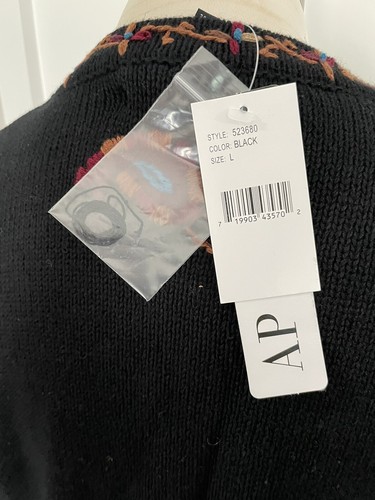 STYLE: 523680
COLOR: BLACK
SIZE: L
7 19903 43570 2
AP